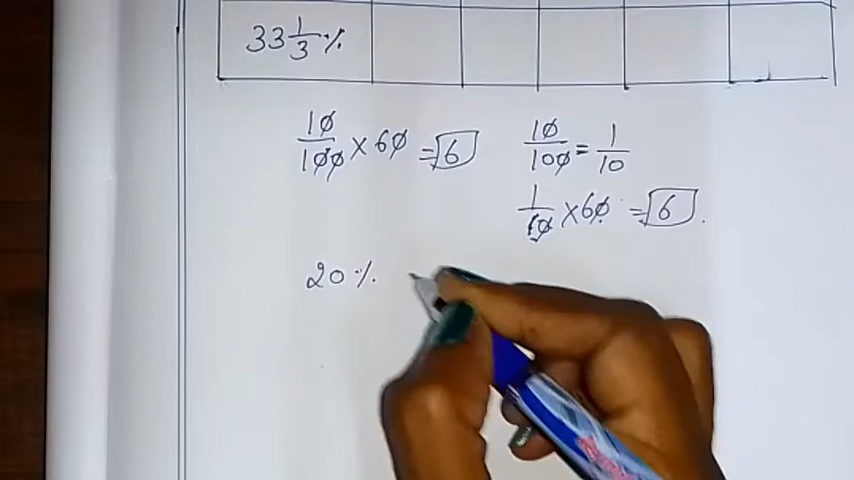 33 1/3 %
10/100 × 60 = 6
10/100 = 1/10
1/10 × 60 = 6.
20 %.